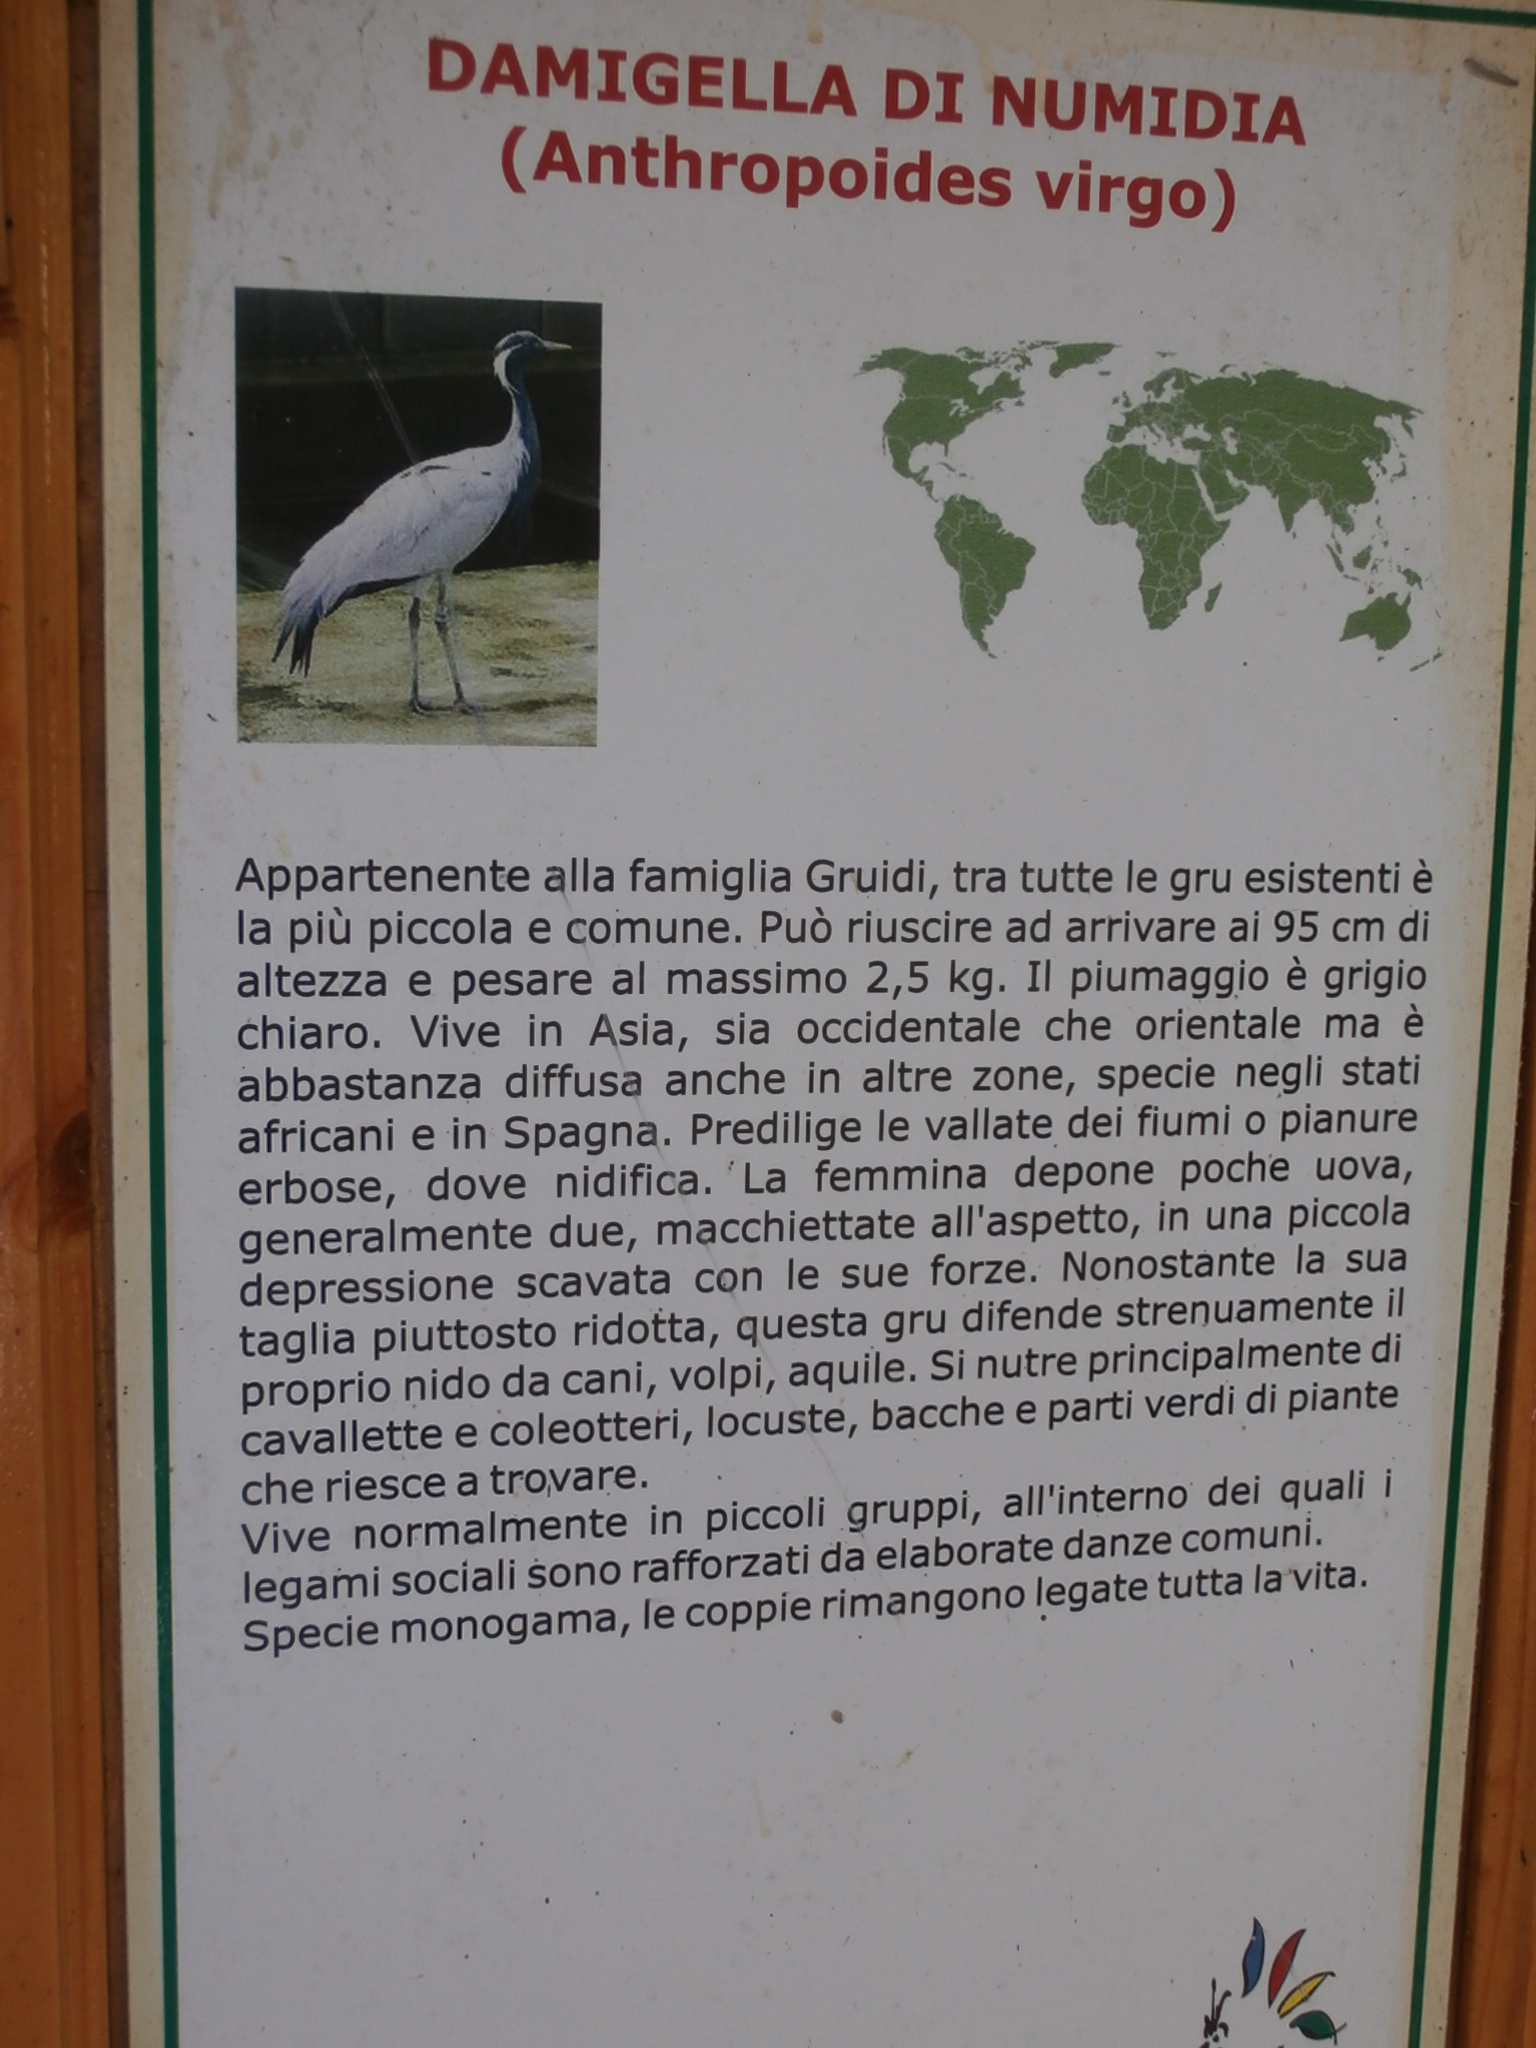 DAMIGELLA DI NUMIDIA
(Anthropoides virgo)
Appartenente alla famiglia Gruidi, tra tutte le gru esistenti è
la più piccola e comune. Può riuscire ad arrivare ai 95 cm di
altezza e pesare al massimo 2,5 kg. Il piumaggio è grigio
chiaro. Vive in Asia, sia occidentale che orientale ma è
abbastanza diffusa anche in altre zone, specie negli stati
africani e in Spagna. Predilige le vallate dei fiumi o pianure
erbose, dove nidifica. La femmina depone poche uova,
generalmente due, macchiettate all'aspetto, in una piccola
depressione scavata con le sue forze. Nonostante la sua
taglia piuttosto ridotta, questa gru difende strenuamente il
proprio nido da cani, volpi, aquile. Si nutre principalmente di
cavallette e coleotteri, locuste, bacche e parti verdi di piante
che riesce a trovare.
Vive normalmente in piccoli gruppi, all'interno dei quali i
legami sociali sono rafforzati da elaborate danze comuni.
Specie monogama, le coppie rimangono legate tutta la vita.